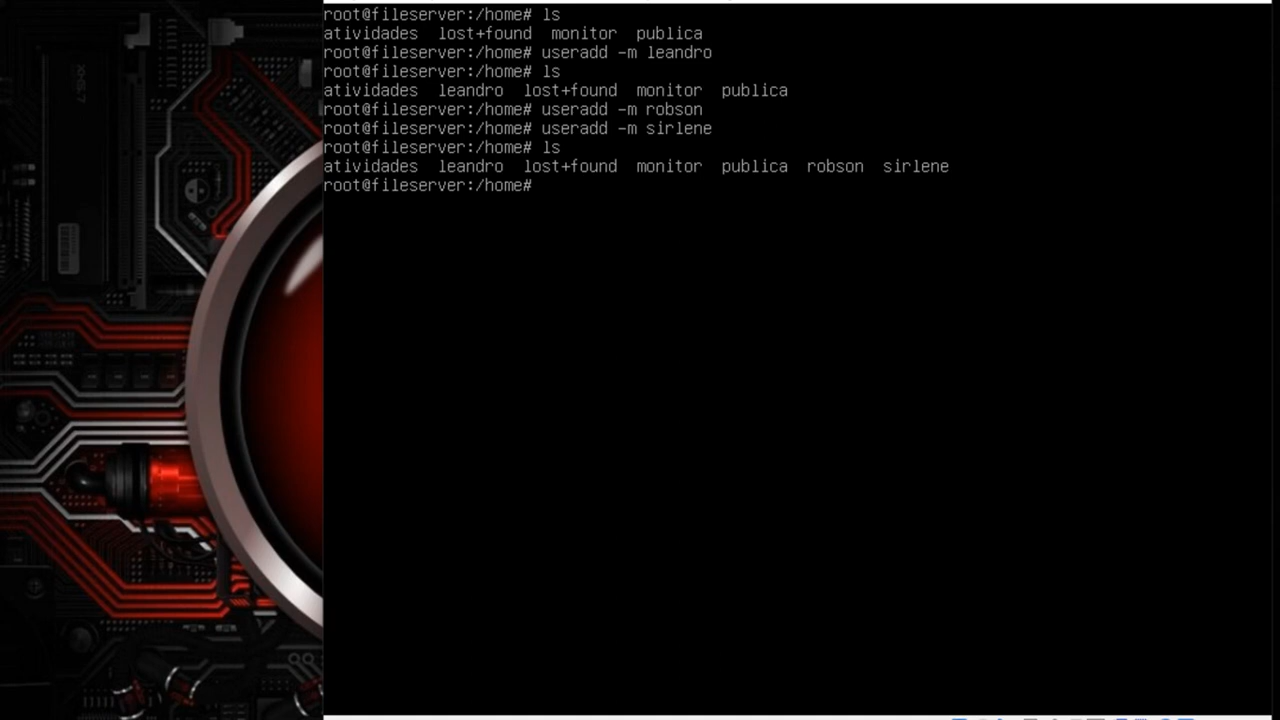 root@fileserver:/home# ls
atividades  lost+found  monitor  publica
root@fileserver:/home# useradd -m leandro
root@fileserver:/home# ls
atividades  leandro  lost+found  monitor  publica
root@fileserver:/home# useradd -m robson
root@fileserver:/home# useradd -m sirlene
root@fileserver:/home# ls
atividades  leandro  lost+found  monitor  publica  robson  sirlene
root@fileserver:/home#